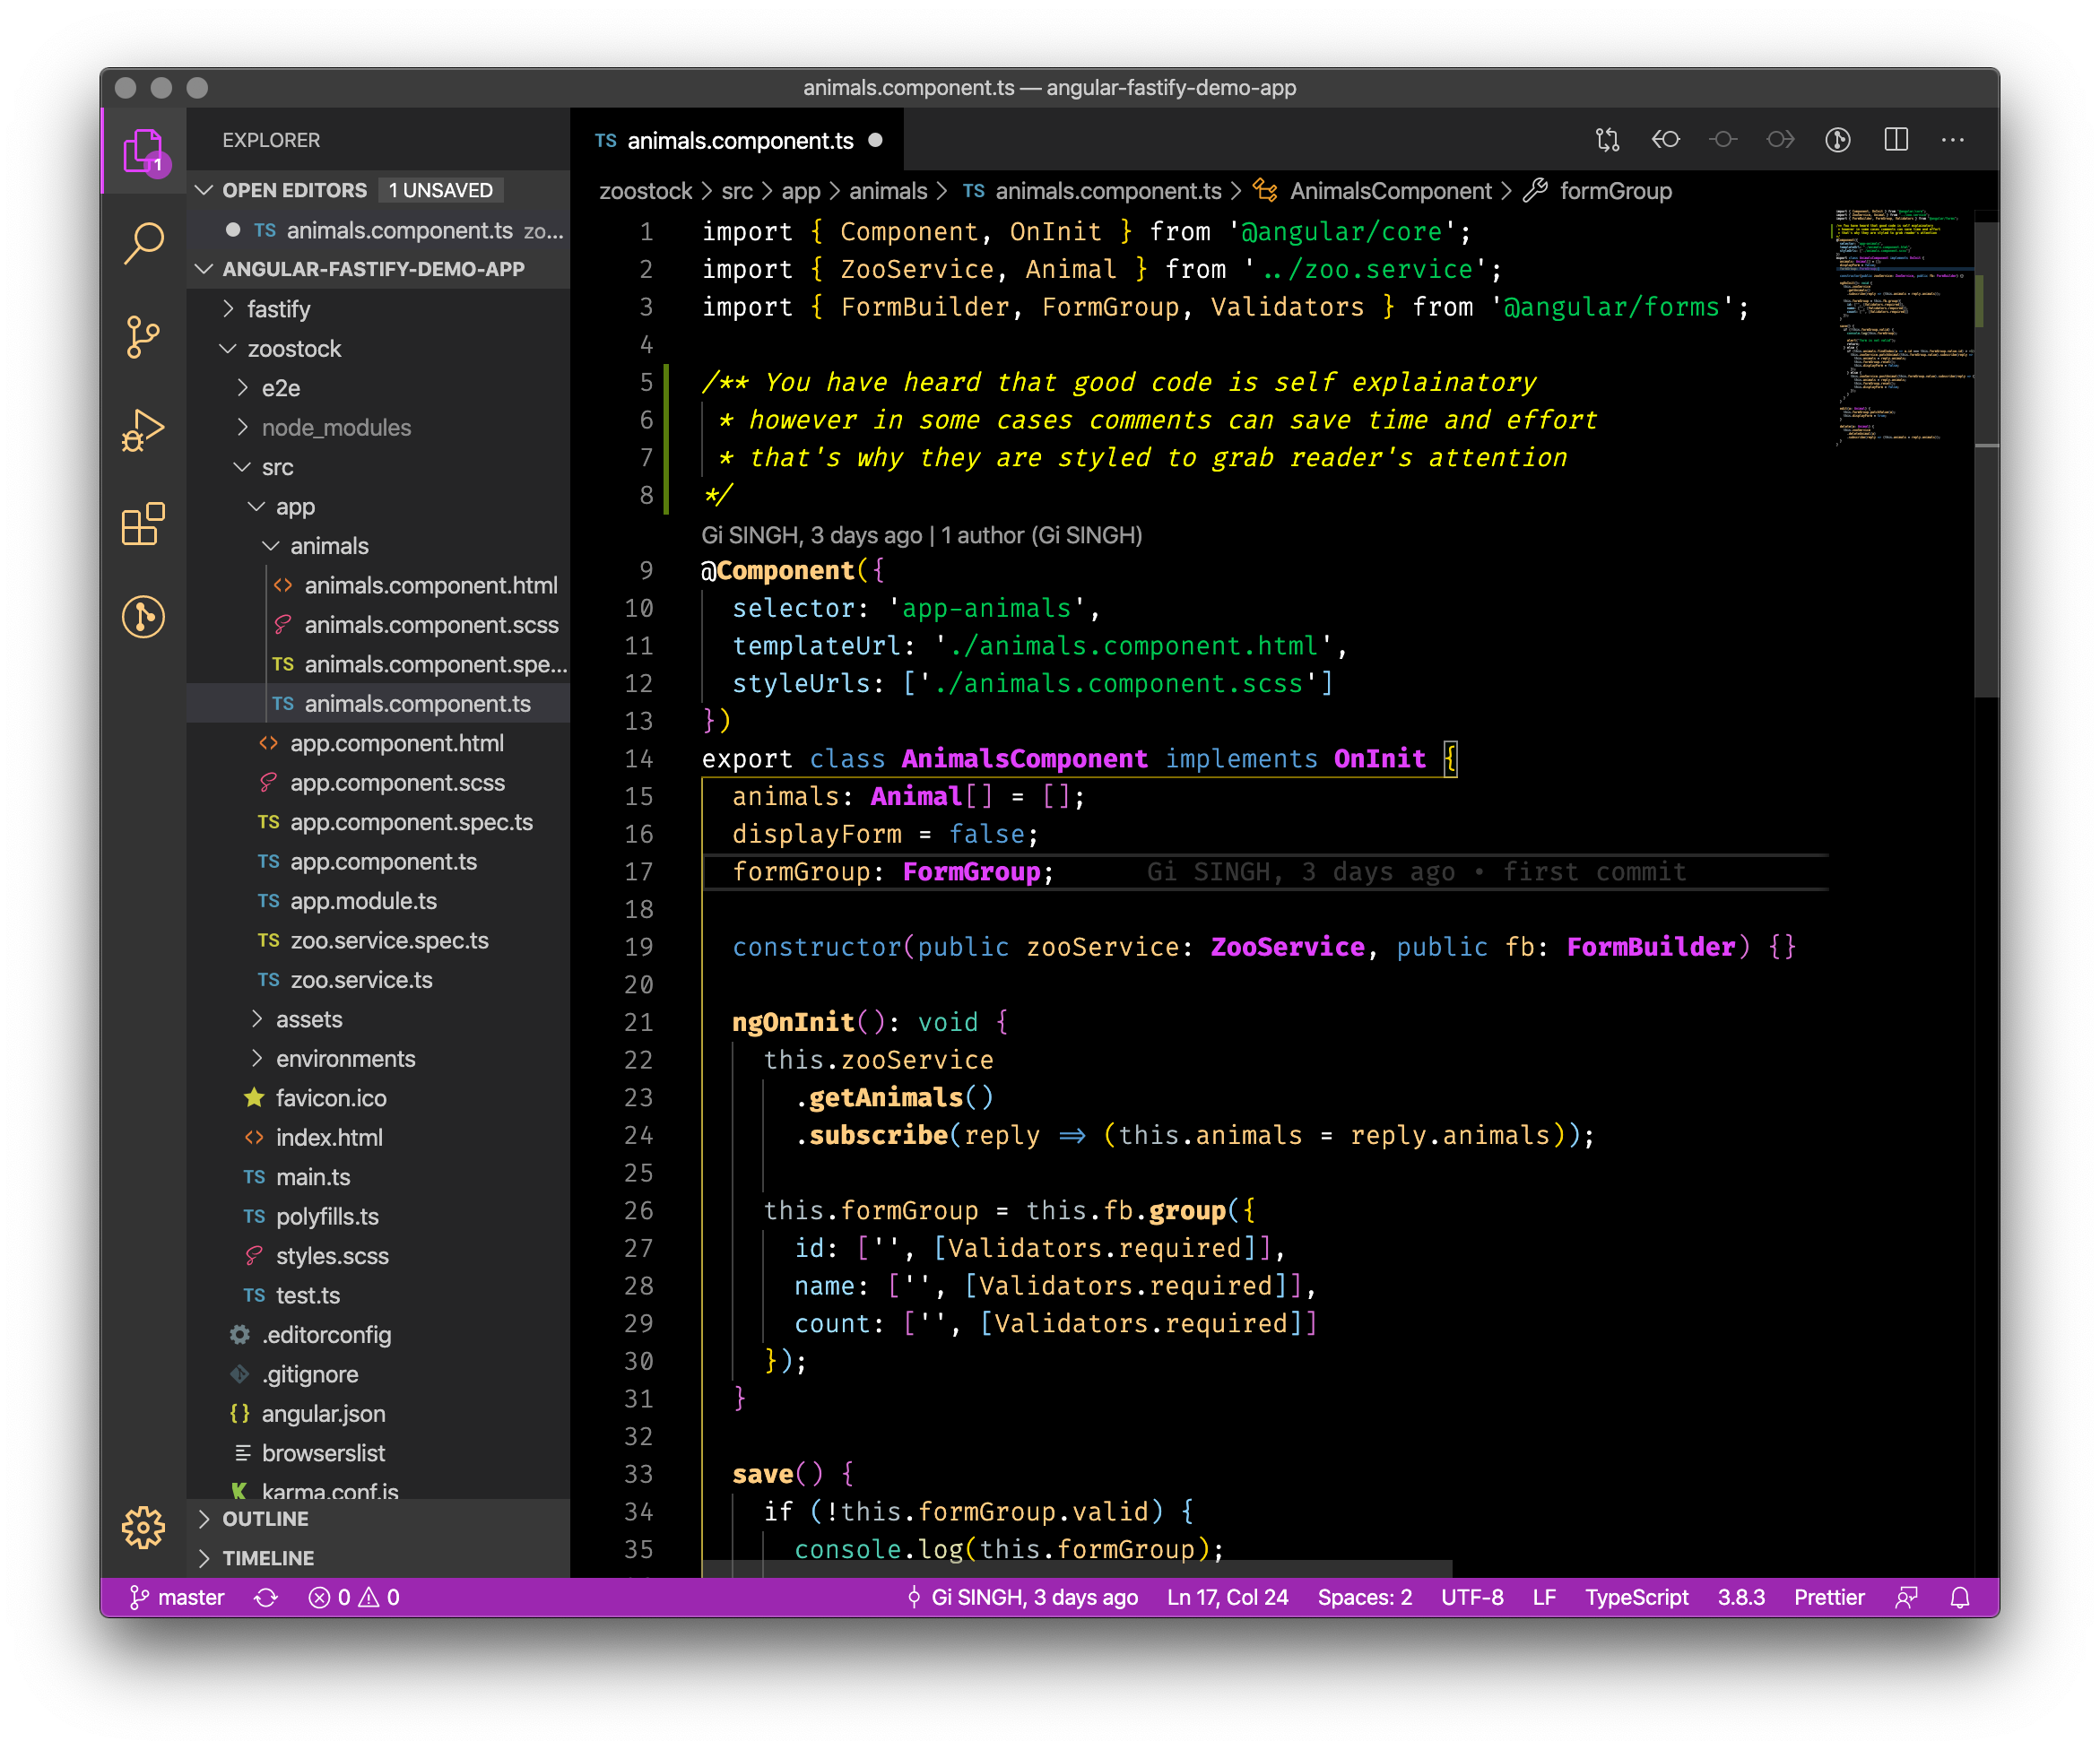 animals.component.ts — angular-fastify-demo-app
EXPLORER
1
OPEN EDITORS 1 UNSAVED
TS animals.component.ts zo...
ANGULAR-FASTIFY-DEMO-APP
fastify
zoostock
e2e
node_modules
src
app
animals
<> animals.component.html
animals.component.scss
TS animals.component.spe...
TS animals.component.ts
<> app.component.html
app.component.scss
TS app.component.spec.ts
TS app.component.ts
TS app.module.ts
TS zoo.service.spec.ts
TS zoo.service.ts
assets
environments
favicon.ico
<> index.html
TS main.ts
TS polyfills.ts
styles.scss
TS test.ts
.editorconfig
.gitignore
{} angular.json
browserslist
karma.conf.js
OUTLINE
TIMELINE
TS animals.component.ts
zoostock > src > app > animals > TS animals.component.ts > AnimalsComponent > formGroup
1 import { Component, OnInit } from '@angular/core';
2 import { ZooService, Animal } from '../zoo.service';
3 import { FormBuilder, FormGroup, Validators } from '@angular/forms';
4
5 /** You have heard that good code is self explainatory
6 * however in some cases comments can save time and effort
7 * that's why they are styled to grab reader's attention
8 */
Gi SINGH, 3 days ago | 1 author (Gi SINGH)
9 @Component({
10 selector: 'app-animals',
11 templateUrl: './animals.component.html',
12 styleUrls: ['./animals.component.scss']
13 })
14 export class AnimalsComponent implements OnInit {
15 animals: Animal[] = [];
16 displayForm = false;
17 formGroup: FormGroup; Gi SINGH, 3 days ago • first commit
18
19 constructor(public zooService: ZooService, public fb: FormBuilder) {}
20
21 ngOnInit(): void {
22 this.zooService
23 .getAnimals()
24 .subscribe(reply => (this.animals = reply.animals));
25
26 this.formGroup = this.fb.group({
27 id: ['', [Validators.required]],
28 name: ['', [Validators.required]],
29 count: ['', [Validators.required]]
30 });
31 }
32
33 save() {
34 if (!this.formGroup.valid) {
35 console.log(this.formGroup);
master 0 0 Gi SINGH, 3 days ago Ln 17, Col 24 Spaces: 2 UTF-8 LF TypeScript 3.8.3 Prettier